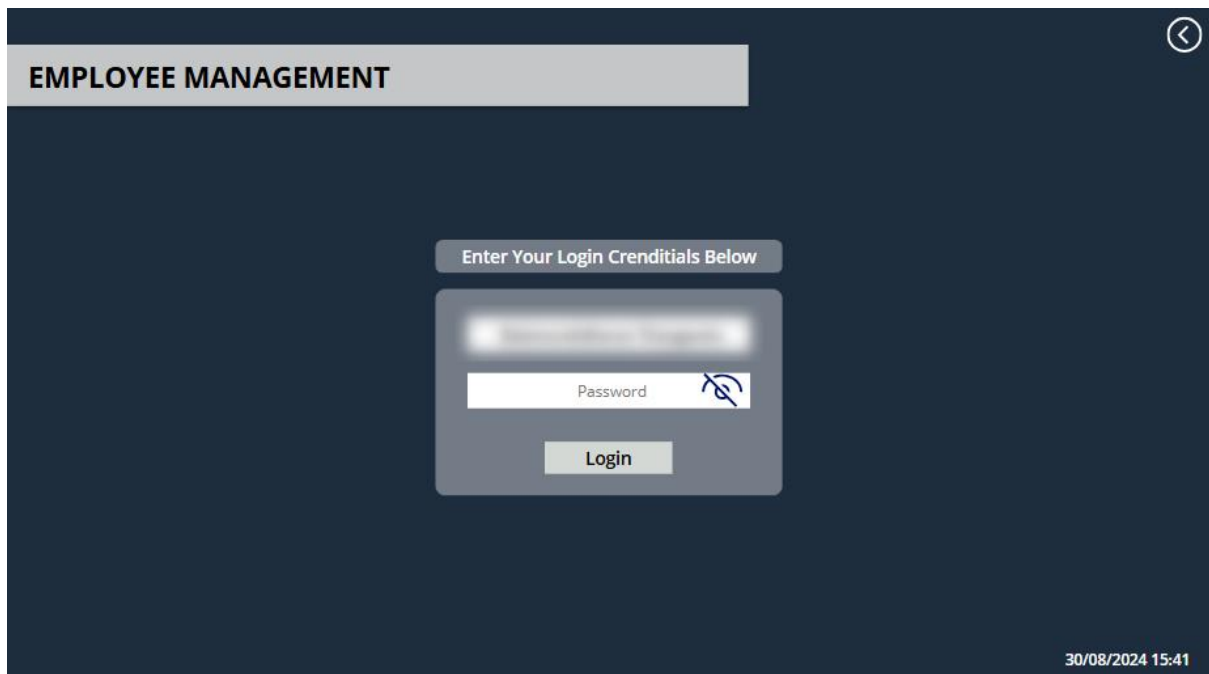 EMPLOYEE MANAGEMENT
Enter Your Login Crenditials Below
Password
Login
30/08/2024 15:41